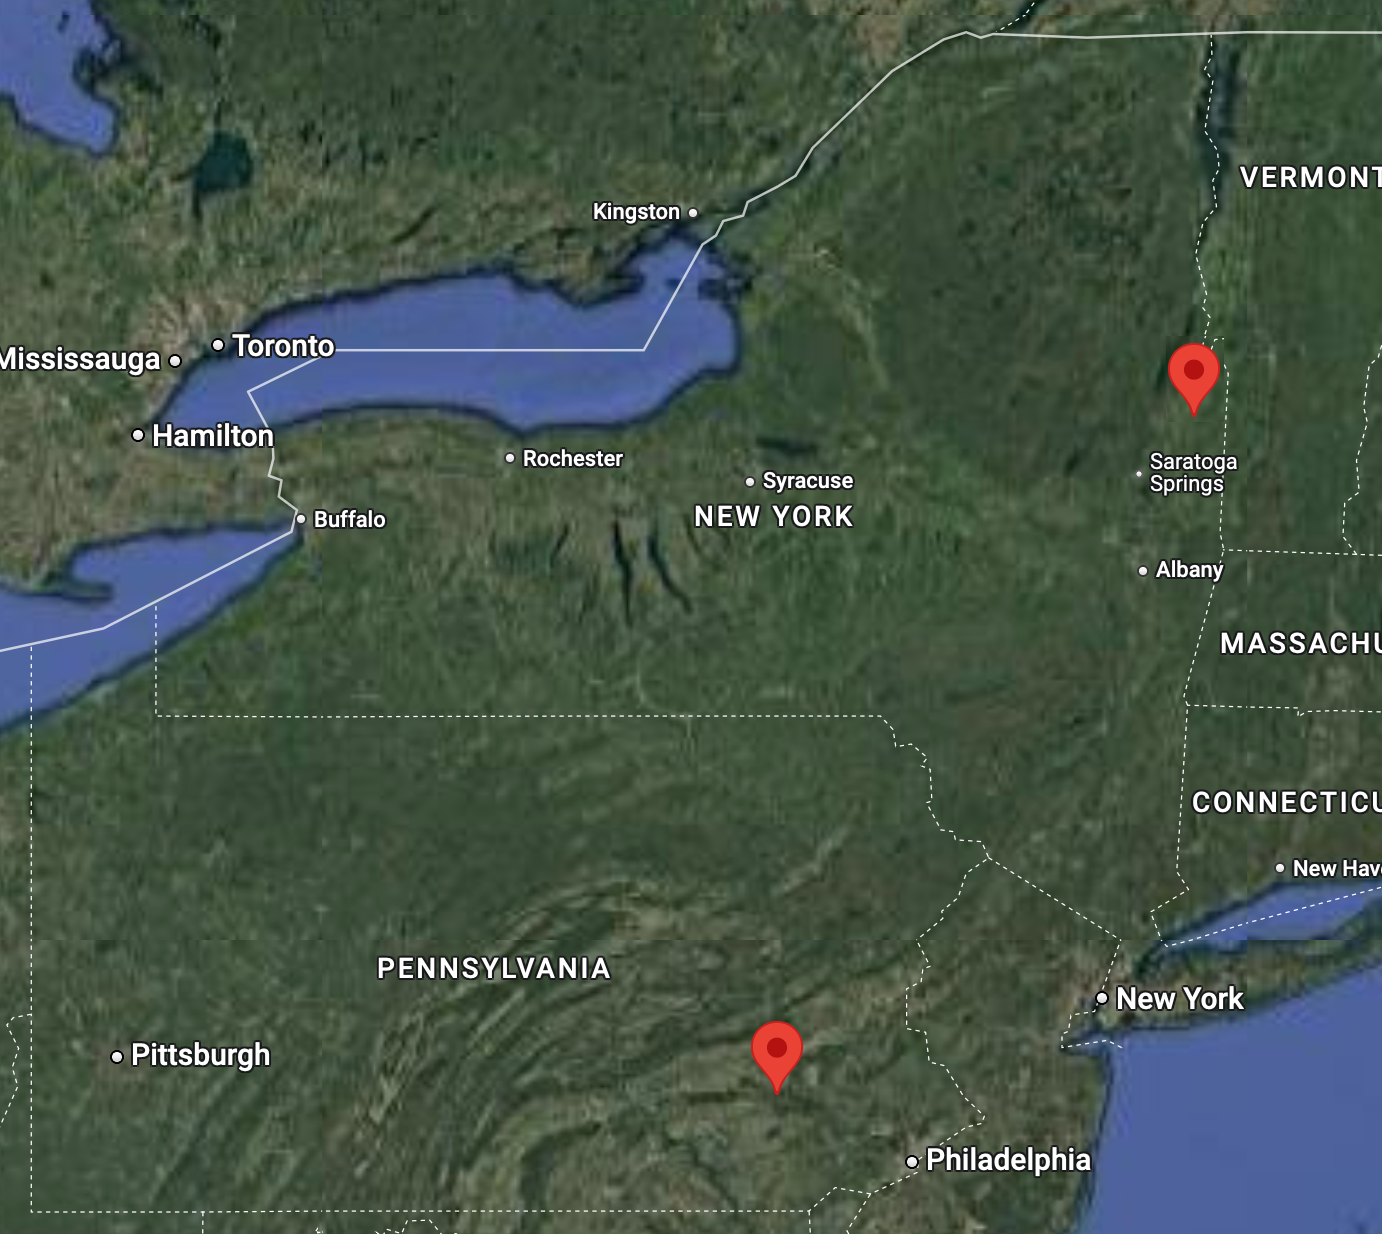 VERMONT
Kingston
Toronto
Mississauga
Hamilton
Rochester
Saratoga
Springs
Syracuse
NEW YORK
Buffalo
Albany
MASSACHU
CONNECTICU
New Hav
PENNSYLVANIA
New York
Pittsburgh
Philadelphia